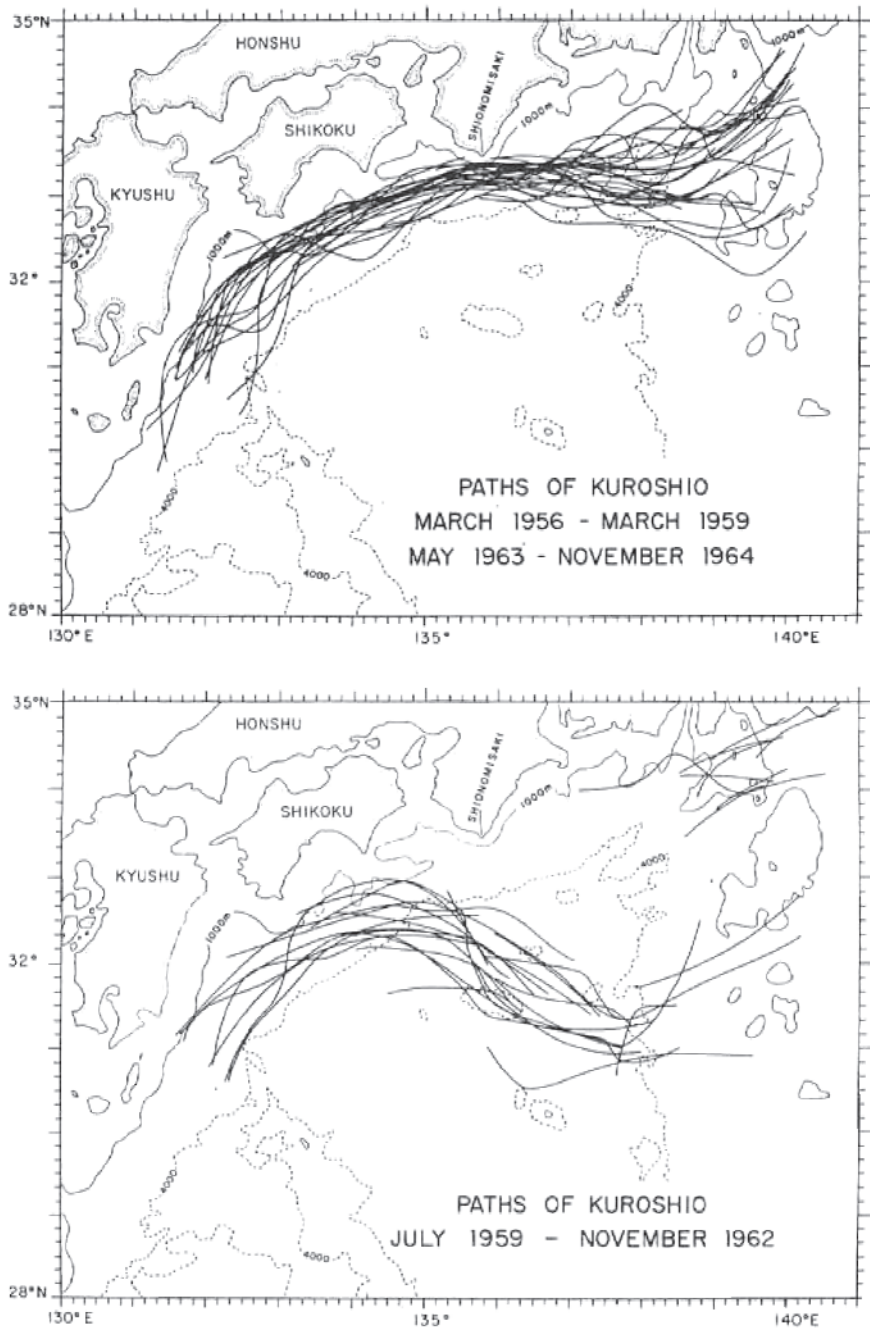 35°N
HONSHU
SHIONOMISAKI
1000m
1000m
SHIKOKU
KYUSHU
1000m
32°
4000
PATHS OF KUROSHIO
MARCH 1956 - MARCH 1959
MAY 1963 - NOVEMBER 1964
4000
4000
28°N
130°E
135°
140°E
35°N
HONSHU
SHIONOMISAKI
1000m
SHIKOKU
4000
KYUSHU
1000m
32°
PATHS OF KUROSHIO
JULY 1959 - NOVEMBER 1962
4000
4000
28°N
130°E
135°
140°E